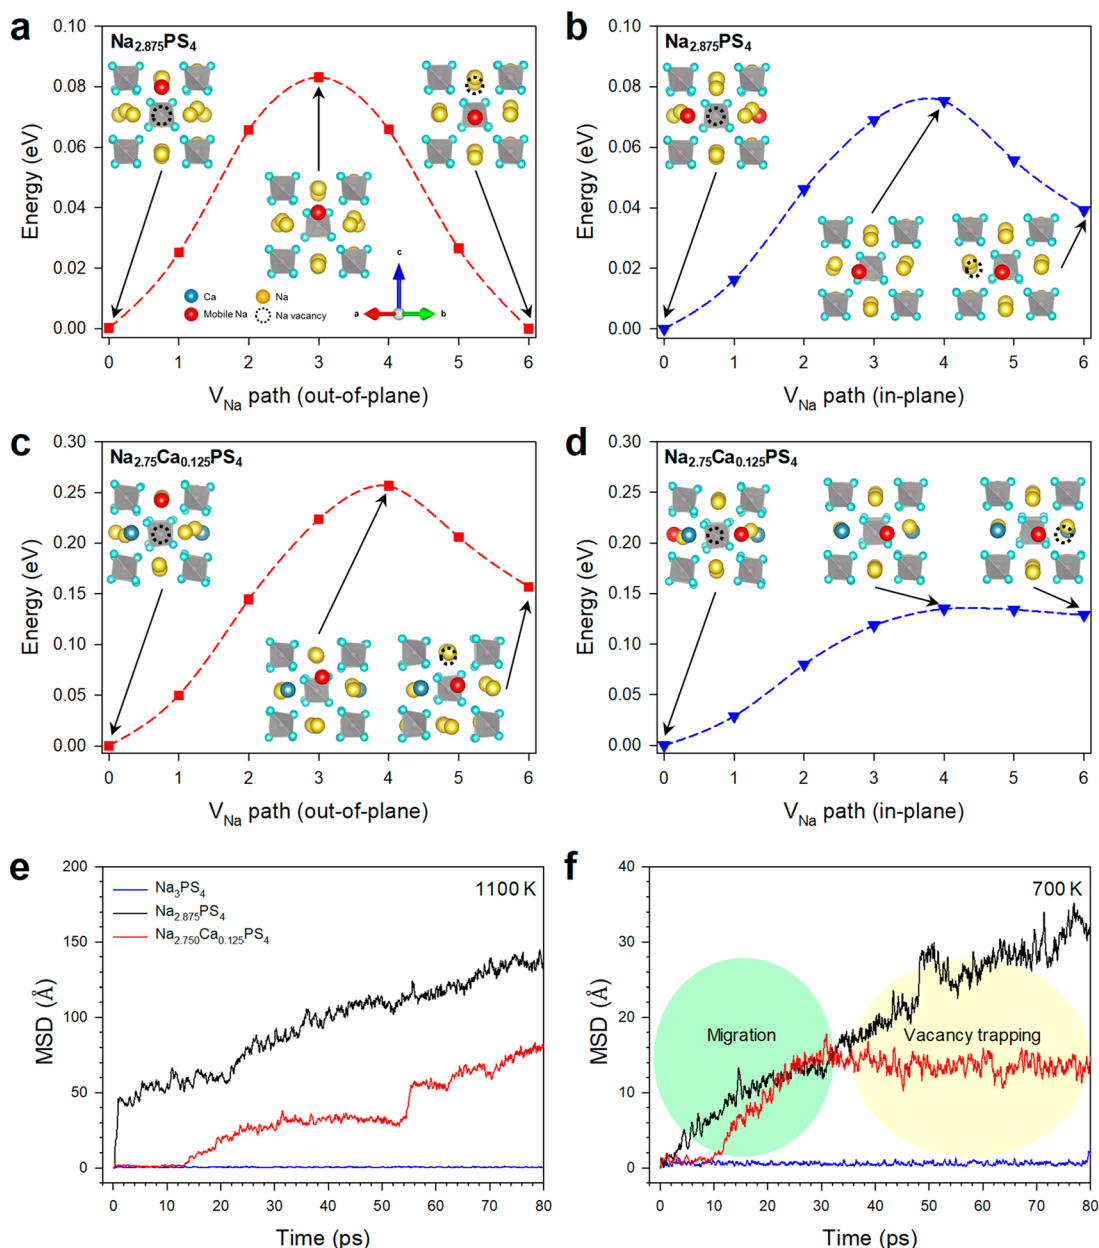 a
Na2.875PS4
Energy (eV)
0.10
0.08
0.06
0.04
0.02
0.00
Ca
Na
Mobile Na
Na vacancy
c
a
b
0 1 2 3 4 5 6
VNa path (out-of-plane)
b
Na2.875PS4
Energy (eV)
0.10
0.08
0.06
0.04
0.02
0.00
0 1 2 3 4 5 6
VNa path (in-plane)
c
Na2.75Ca0.125PS4
Energy (eV)
0.30
0.25
0.20
0.15
0.10
0.05
0.00
0 1 2 3 4 5 6
VNa path (out-of-plane)
d
Na2.75Ca0.125PS4
Energy (eV)
0.30
0.25
0.20
0.15
0.10
0.05
0.00
0 1 2 3 4 5 6
VNa path (in-plane)
e
1100 K
Na3PS4
Na2.875PS4
Na2.750Ca0.125PS4
MSD (Å)
200
150
100
50
0
0 10 20 30 40 50 60 70 80
Time (ps)
f
700 K
Migration
Vacancy trapping
MSD (Å)
40
30
20
10
0
0 10 20 30 40 50 60 70 80
Time (ps)